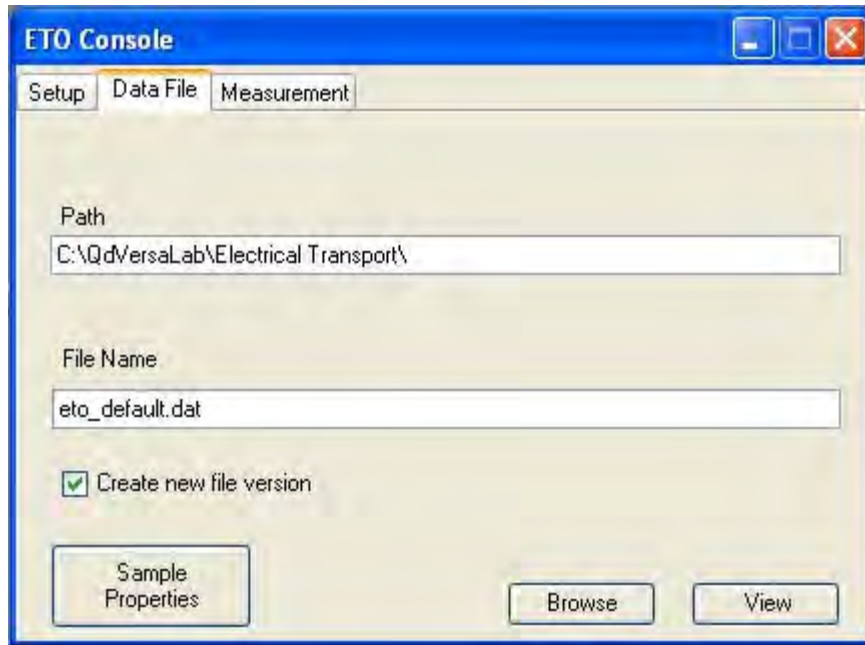 ETO Console
Setup Data File Measurement
Path
C:\QdVersaLab\Electrical Transport\
File Name
eto_default.dat
Create new file version
Sample
Properties
Browse View